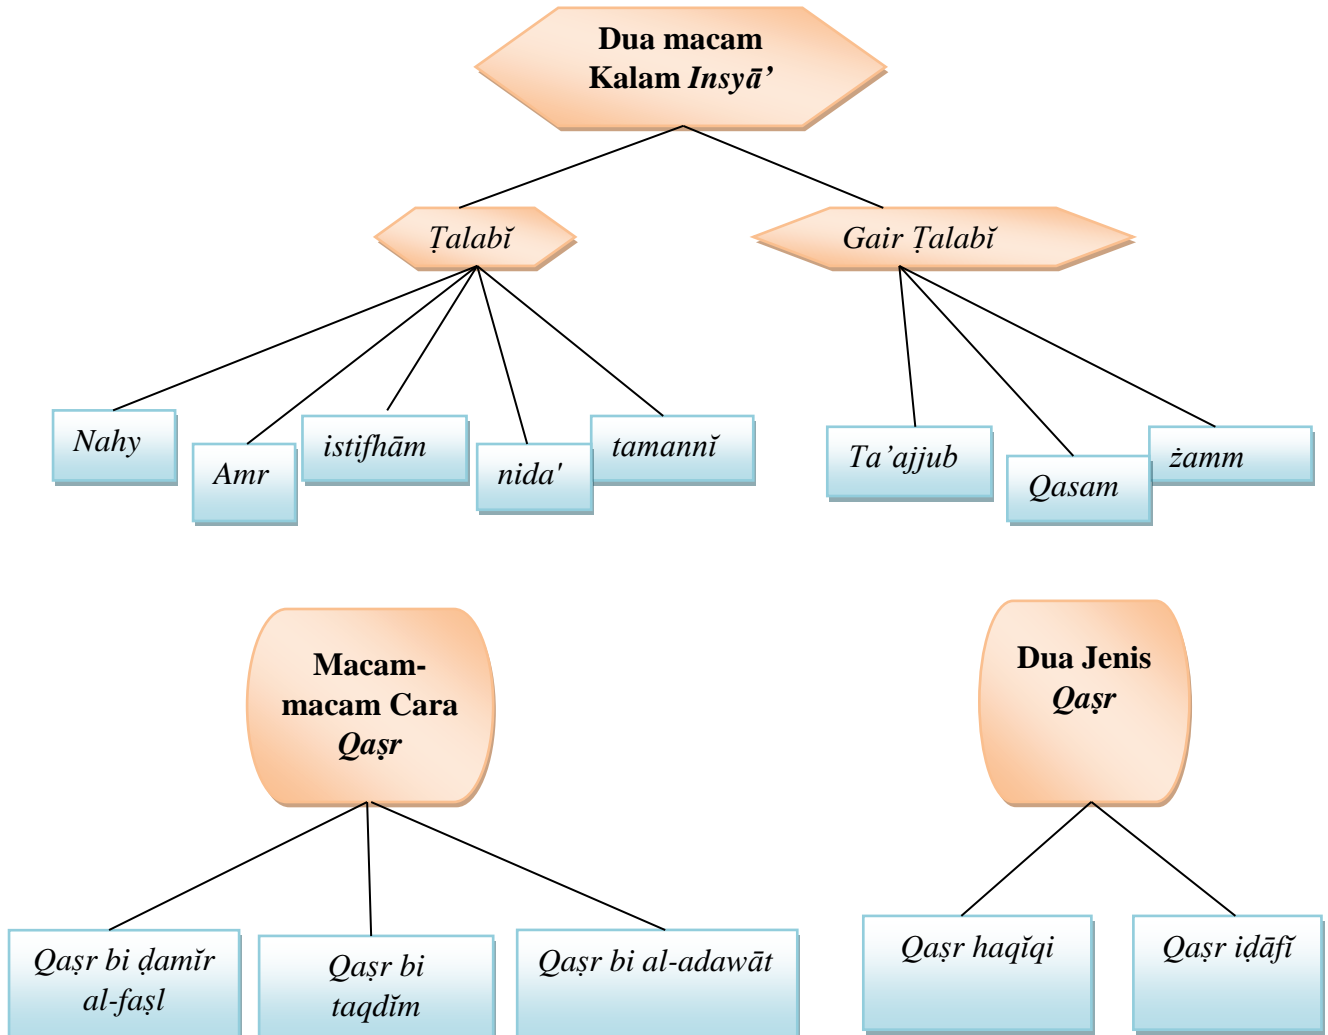 Dua macam
Kalam Insyā’
Ṭalabĭ
Gair Ṭalabĭ
Nahy
Amr
istifhām
nida'
tamannĭ
Ta’ajjub
Qasam
żamm
Macam-
macam Cara
Qaṣr
Dua Jenis
Qaṣr
Qaṣr bi ḍamĭr
al-faṣl
Qaṣr bi
taqdĭm
Qaṣr bi al-adawāt
Qaṣr haqĭqi
Qaṣr iḍāfĭ